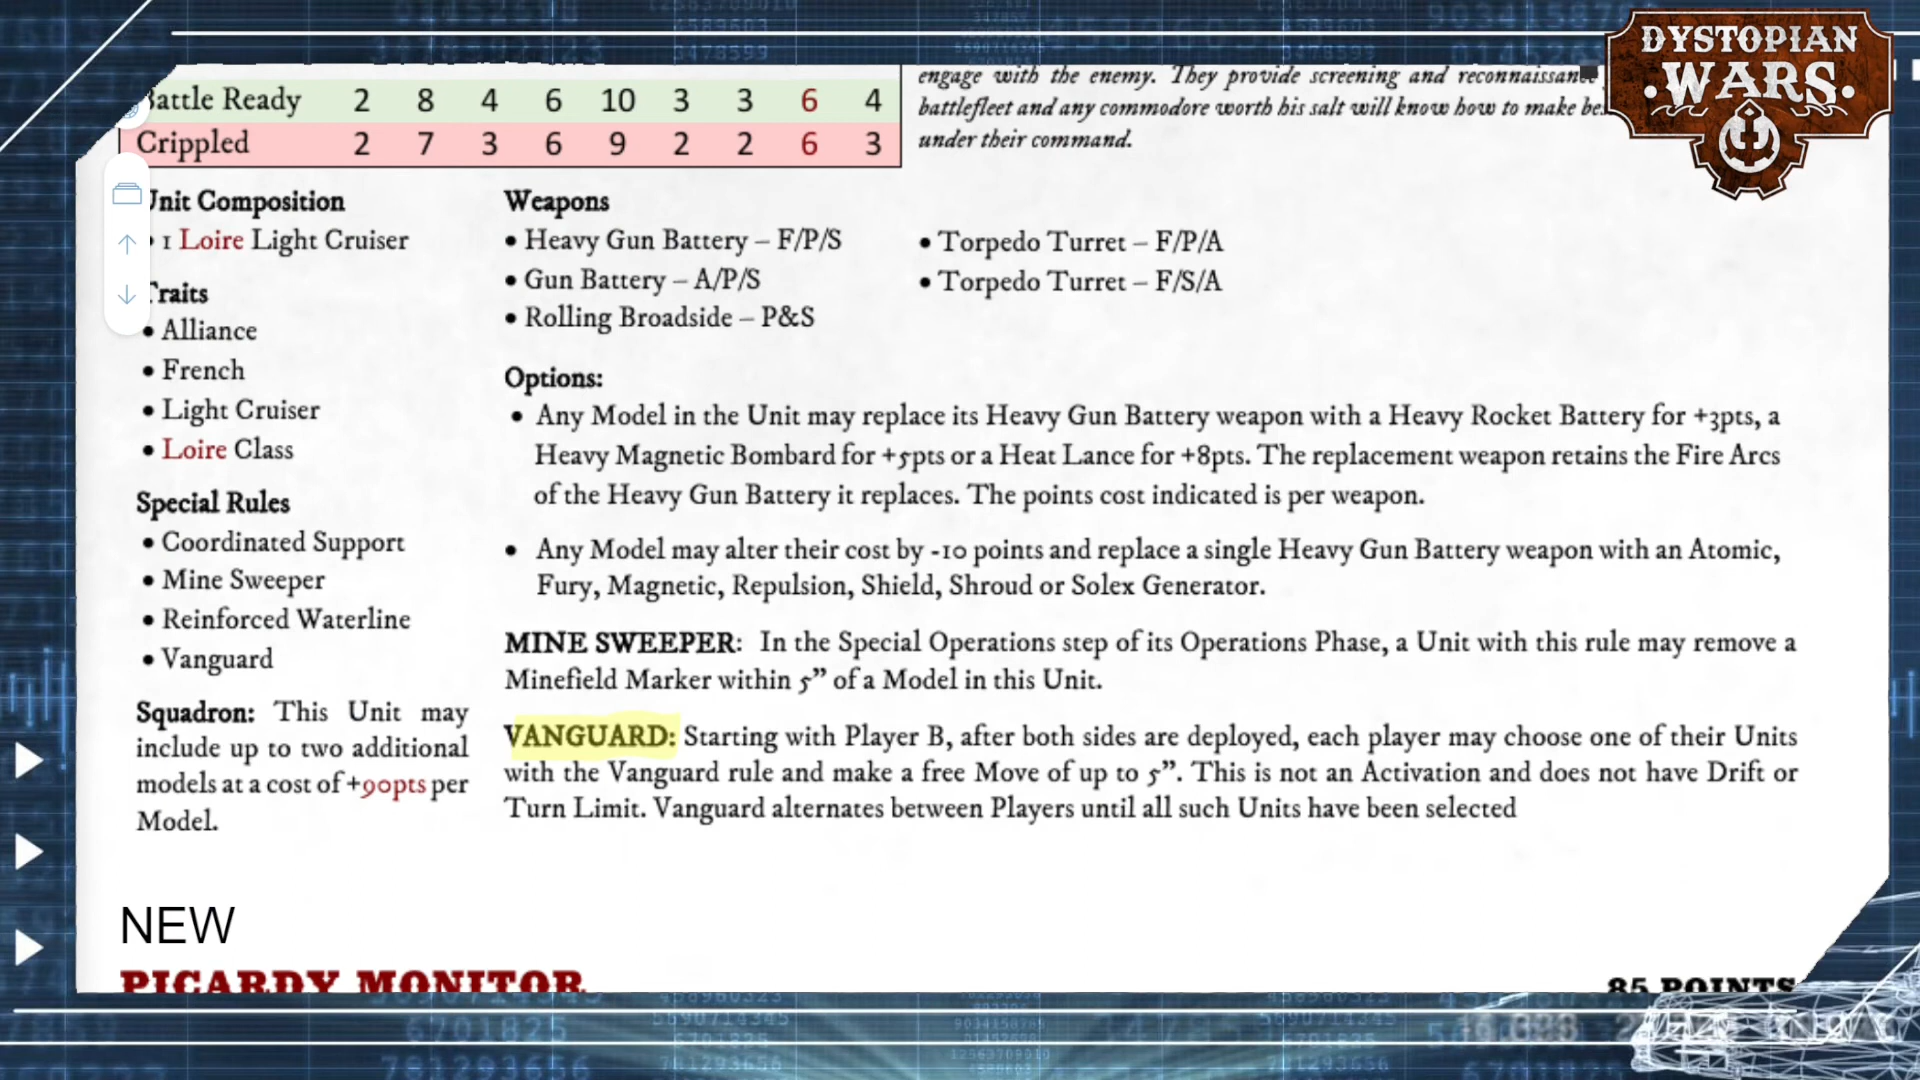 DYSTOPIAN
WARS
engage with the enemy. They provide screening and
battlefleet and any commodore worth his salt will know how to make
under their command.
Battle Ready 2 8 4 6 10 3 3 6 4
Crippled 2 7 3 6 9 2 2 6 3
Unit Composition
• 1 Loire Light Cruiser
Traits
• Alliance
• French
• Light Cruiser
• Loire Class
Special Rules
• Coordinated Support
• Mine Sweeper
• Reinforced Waterline
• Vanguard
Squadron: This Unit may
include up to two additional
models at a cost of +90pts per
Model.
Weapons
• Heavy Gun Battery – F/P/S
• Gun Battery – A/P/S
• Rolling Broadside – P&S
• Torpedo Turret – F/P/A
• Torpedo Turret – F/S/A
Options:
• Any Model in the Unit may replace its Heavy Gun Battery weapon with a Heavy Rocket Battery for +3pts, a
Heavy Magnetic Bombard for +5pts or a Heat Lance for +8pts. The replacement weapon retains the Fire Arcs
of the Heavy Gun Battery it replaces. The points cost indicated is per weapon.
• Any Model may alter their cost by -10 points and replace a single Heavy Gun Battery weapon with an Atomic,
Fury, Magnetic, Repulsion, Shield, Shroud or Solex Generator.
MINE SWEEPER: In the Special Operations step of its Operations Phase, a Unit with this rule may remove a
Minefield Marker within 5” of a Model in this Unit.
VANGUARD: Starting with Player B, after both sides are deployed, each player may choose one of their Units
with the Vanguard rule and make a free Move of up to 5”. This is not an Activation and does not have Drift or
Turn Limit. Vanguard alternates between Players until all such Units have been selected
NEW
PICARDY MONITOR
85 POINTS